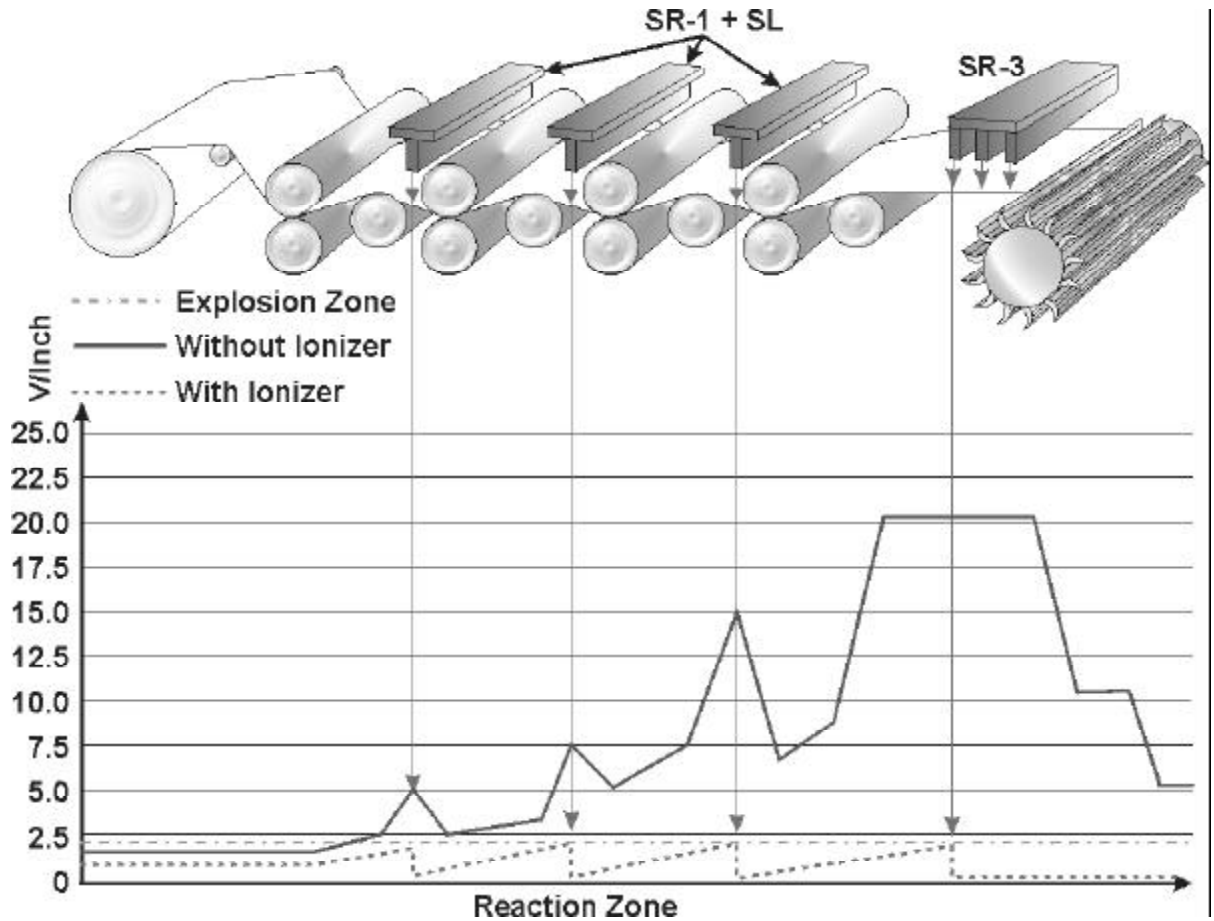 SR-1 + SL
SR-3
Explosion Zone
Without Ionizer
With Ionizer
V/Inch
25.0
22.5
20.0
17.5
15.0
12.5
10.0
7.5
5.0
2.5
0
Reaction Zone